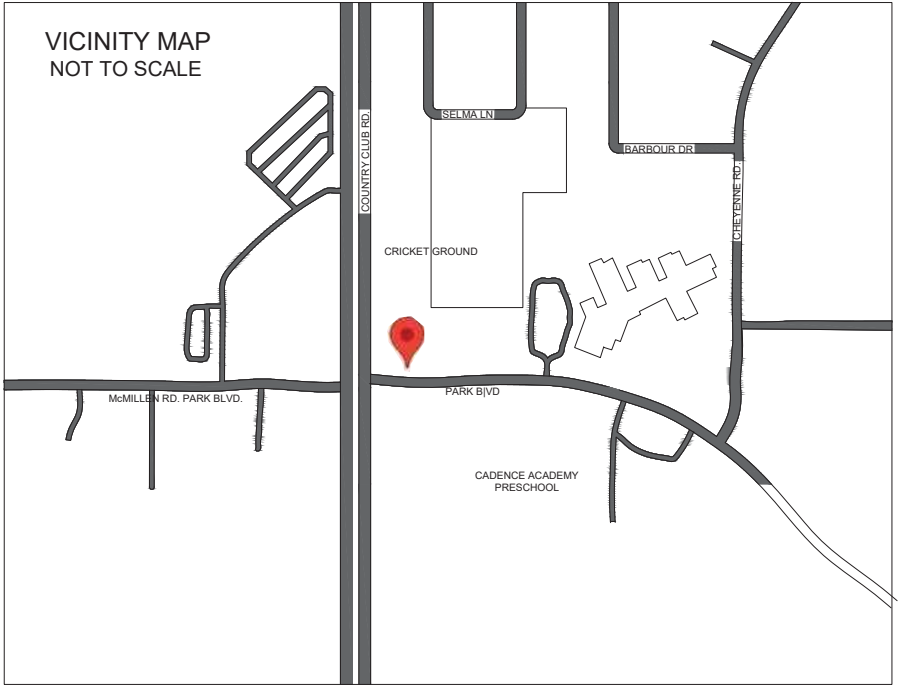 VICINITY MAP
NOT TO SCALE
SELMA LN
COUNTRY CLUB RD.
BARBOUR DR
CHEYENNE RD.
CRICKET GROUND
PARK B|VD
McMILLEN RD. PARK BLVD.
CADENCE ACADEMY
PRESCHOOL